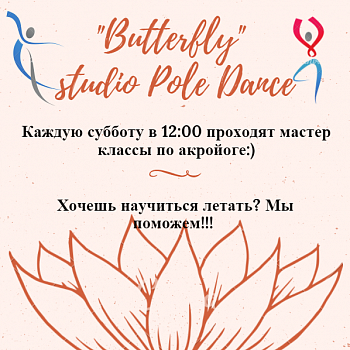 "Butterfly"
studio Pole Dance
Каждую субботу в 12:00 проходят мастер
классы по акройоге:)
Хочешь научиться летать? Мы
поможем!!!